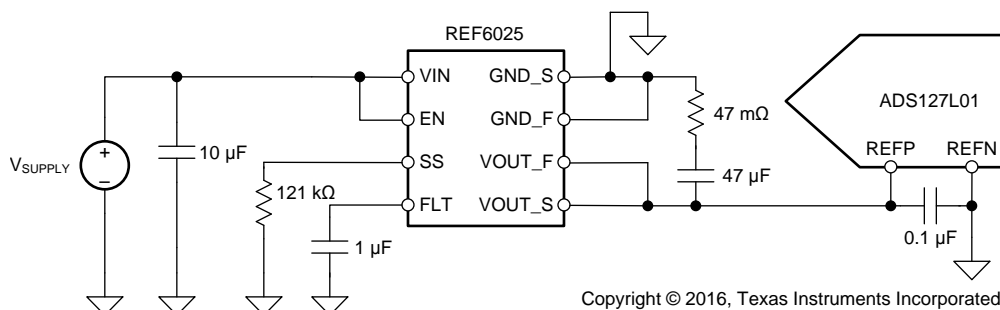 REF6025
VIN
GND_S
EN
GND_F
SS
VOUT_F
FLT
VOUT_S
VSUPPLY
+
–
10 µF
121 kΩ
1 µF
47 mΩ
47 µF
ADS127L01
REFP
REFN
0.1 µF
Copyright © 2016, Texas Instruments Incorporated